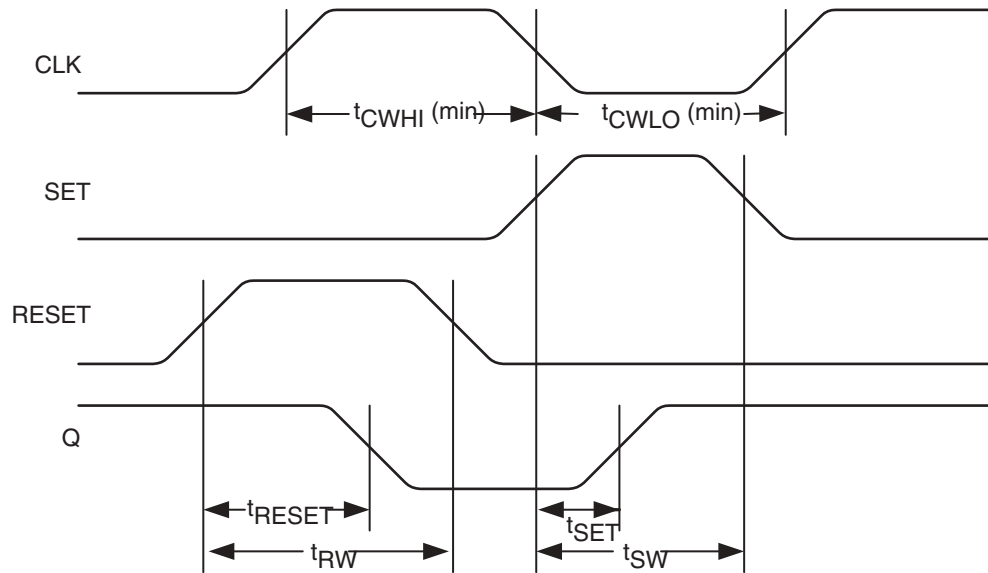 CLK
tCWHI (min)
tCWLO (min)
SET
RESET
Q
tRESET
tSET
tRW
tSW